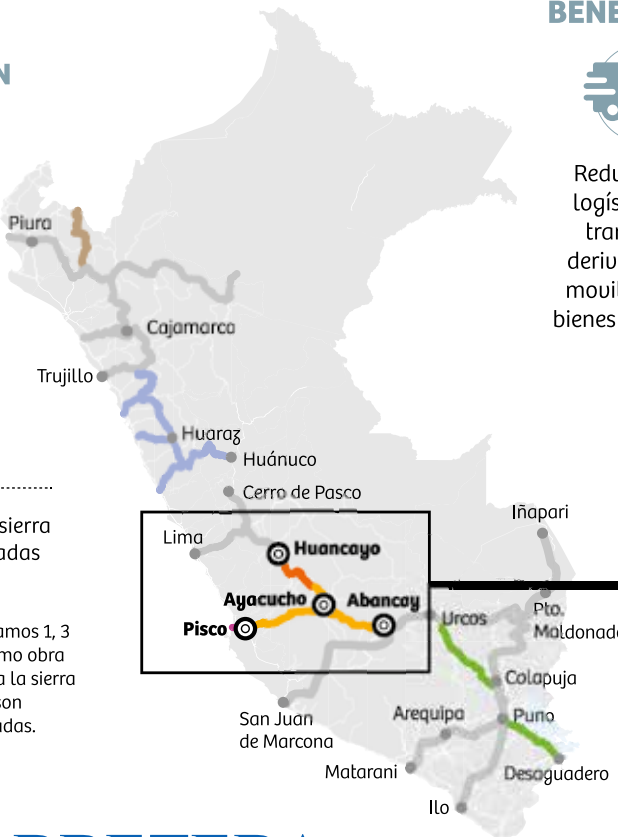 BENE
N
Redu
logís
tran
deriv
movil
bienes
Piura
Cajamarca
Trujillo
Huaraz
Huánuco
Cerro de Pasco
Iñapari
sierra
adas
Lima
Huancayo
Ayacucho
Abancay
Pisco
Urcos
Pto.
Maldonado
amos 1, 3
mo obra
a la sierra
son
adas.
Colapuja
Arequipa
Puno
San Juan
de Marcona
Matarani
Desaguadero
Ilo